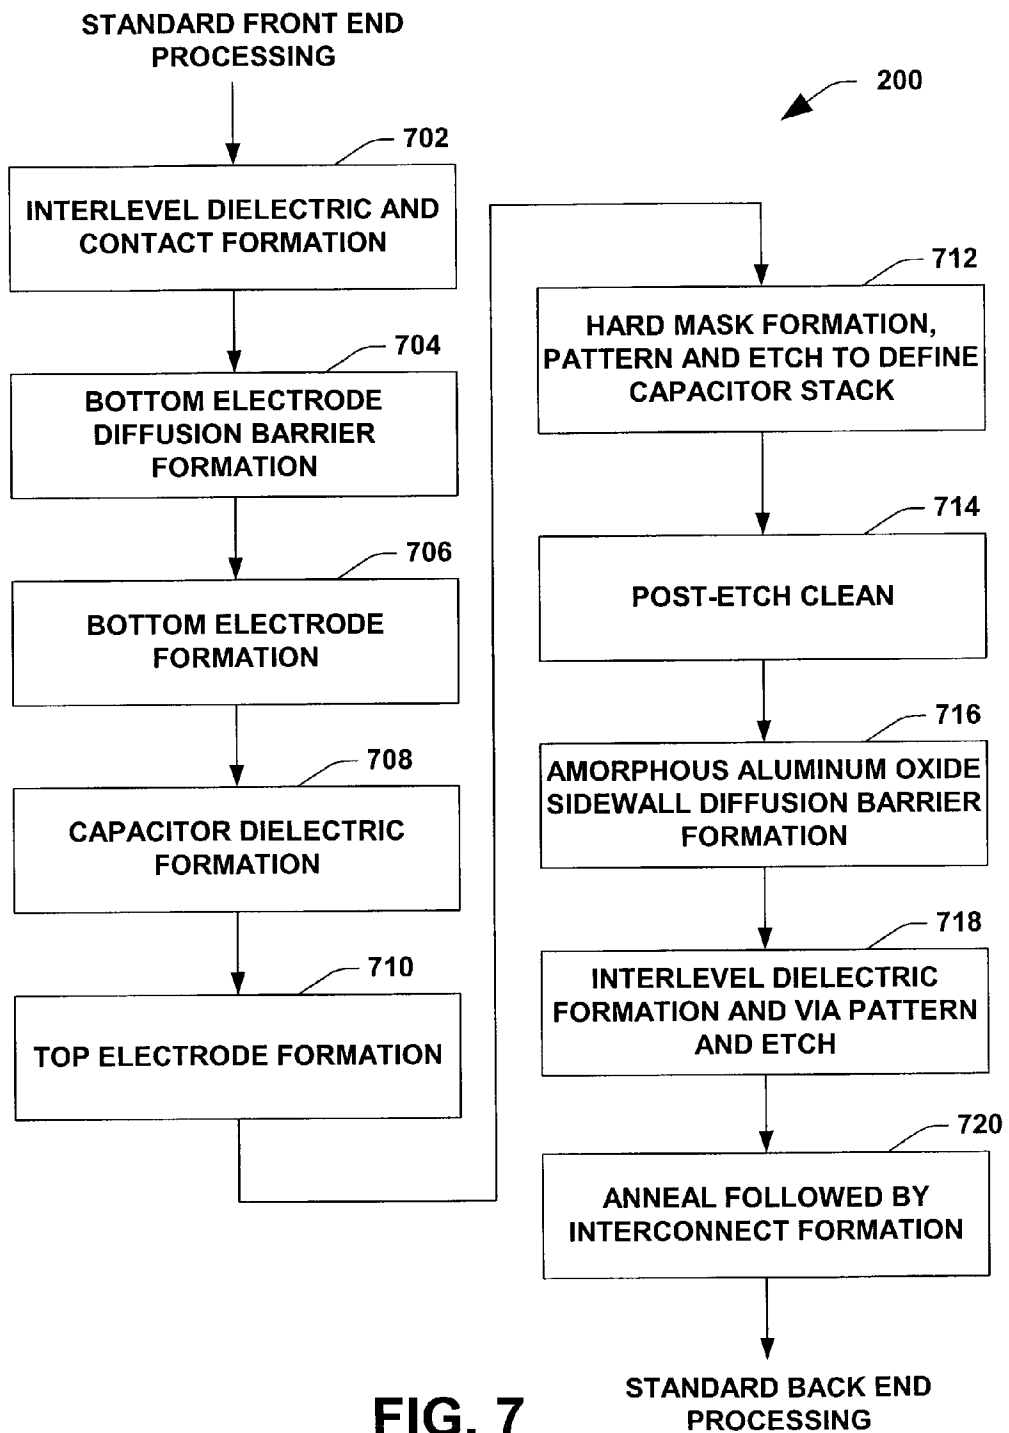 STANDARD FRONT END
PROCESSING
200
702
INTERLEVEL DIELECTRIC AND
CONTACT FORMATION
704
BOTTOM ELECTRODE
DIFFUSION BARRIER
FORMATION
706
BOTTOM ELECTRODE
FORMATION
708
CAPACITOR DIELECTRIC
FORMATION
710
TOP ELECTRODE FORMATION
712
HARD MASK FORMATION,
PATTERN AND ETCH TO DEFINE
CAPACITOR STACK
714
POST-ETCH CLEAN
716
AMORPHOUS ALUMINUM OXIDE
SIDEWALL DIFFUSION BARRIER
FORMATION
718
INTERLEVEL DIELECTRIC
FORMATION AND VIA PATTERN
AND ETCH
720
ANNEAL FOLLOWED BY
INTERCONNECT FORMATION
STANDARD BACK END
PROCESSING
FIG. 7